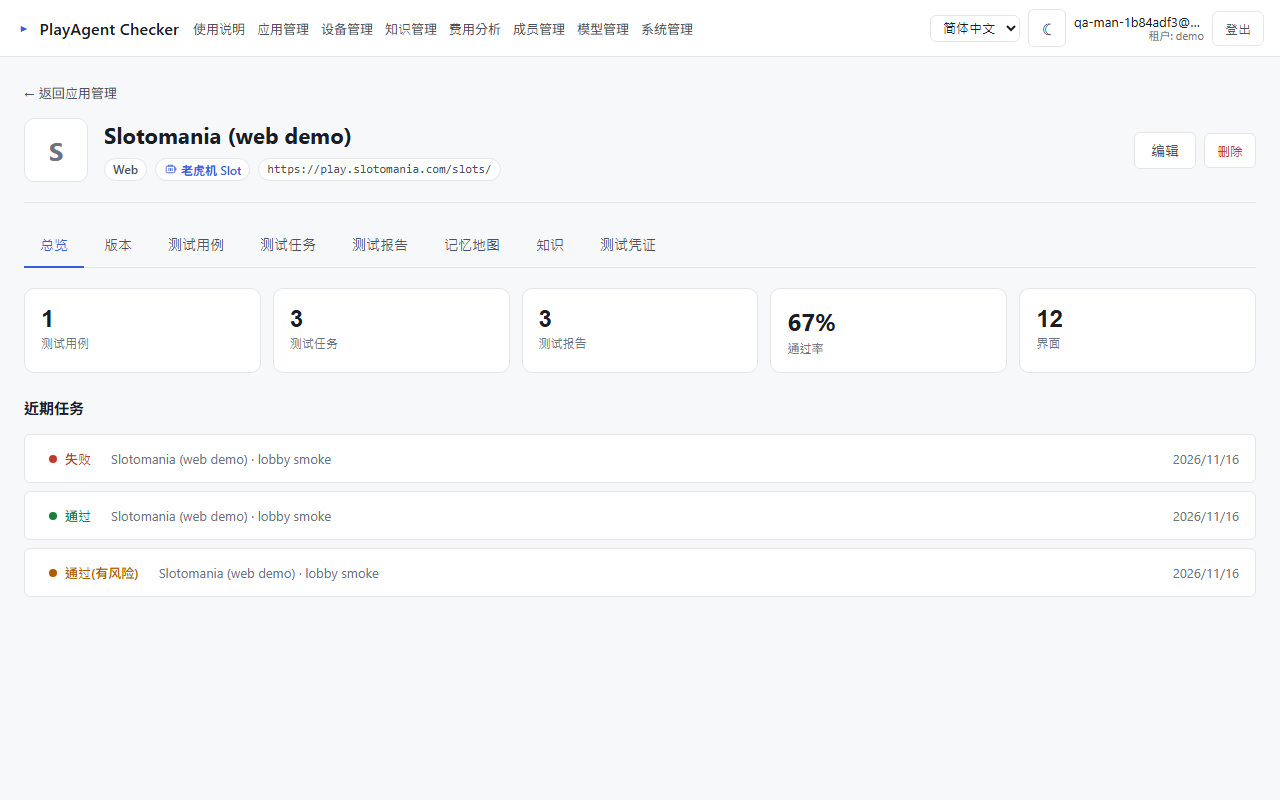 PlayAgent Checker 使用说明 应用管理 设备管理 知识管理 费用分析 成员管理 模型管理 系统管理 简体中文 qa-man-1b84adf3@... 登出
租户: demo
← 返回应用管理
S
Slotomania (web demo)
Web 老虎机 Slot https://play.slotomania.com/slots/
编辑 删除
总览 版本 测试用例 测试任务 测试报告 记忆地图 知识 测试凭证
1 3 3 67% 12
测试用例 测试任务 测试报告 通过率 界面
近期任务
失败 Slotomania (web demo) · lobby smoke 2026/11/16
通过 Slotomania (web demo) · lobby smoke 2026/11/16
通过(有风险) Slotomania (web demo) · lobby smoke 2026/11/16